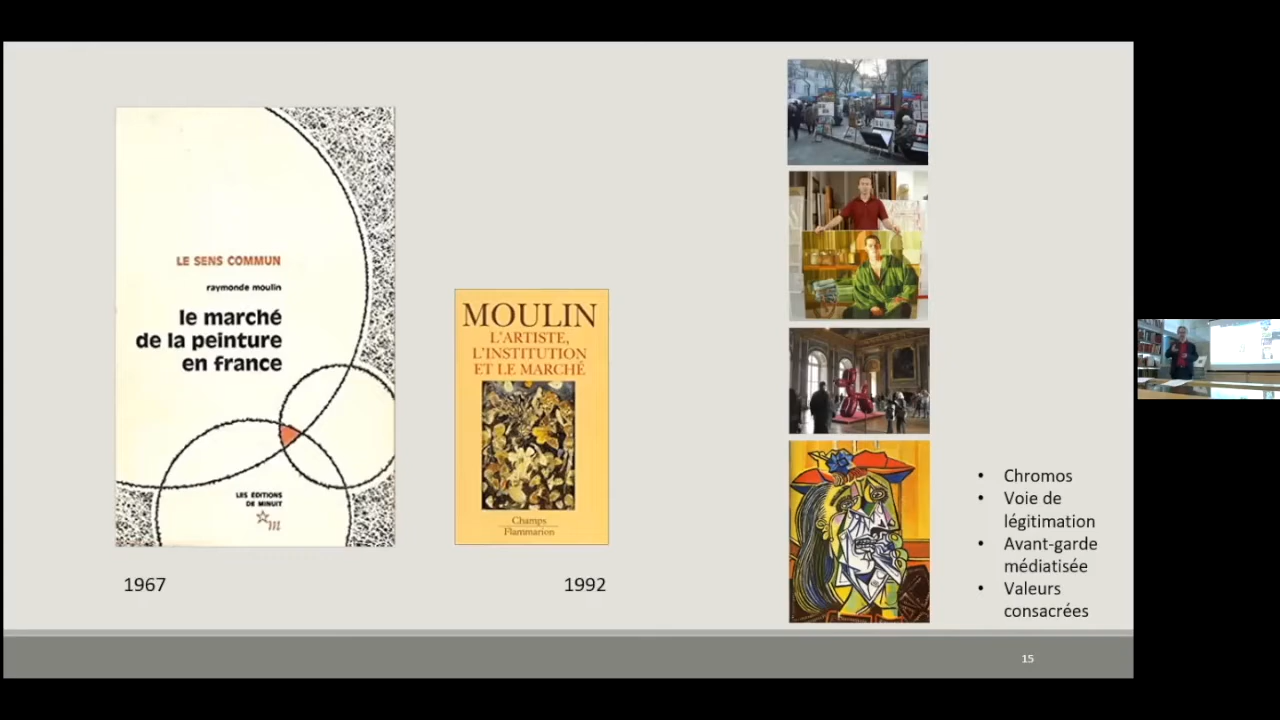 LE SENS COMMUN
raymonde moulin
le marché
de la peinture
en france
LES EDITIONS
DE MINUIT
m
1967
MOULIN
L'ARTISTE,
L'INSTITUTION
ET LE MARCHÉ
Champs
Flammarion
1992
• Chromos
• Voie de
légitimation
• Avant-garde
médiatisée
• Valeurs
consacrées
15